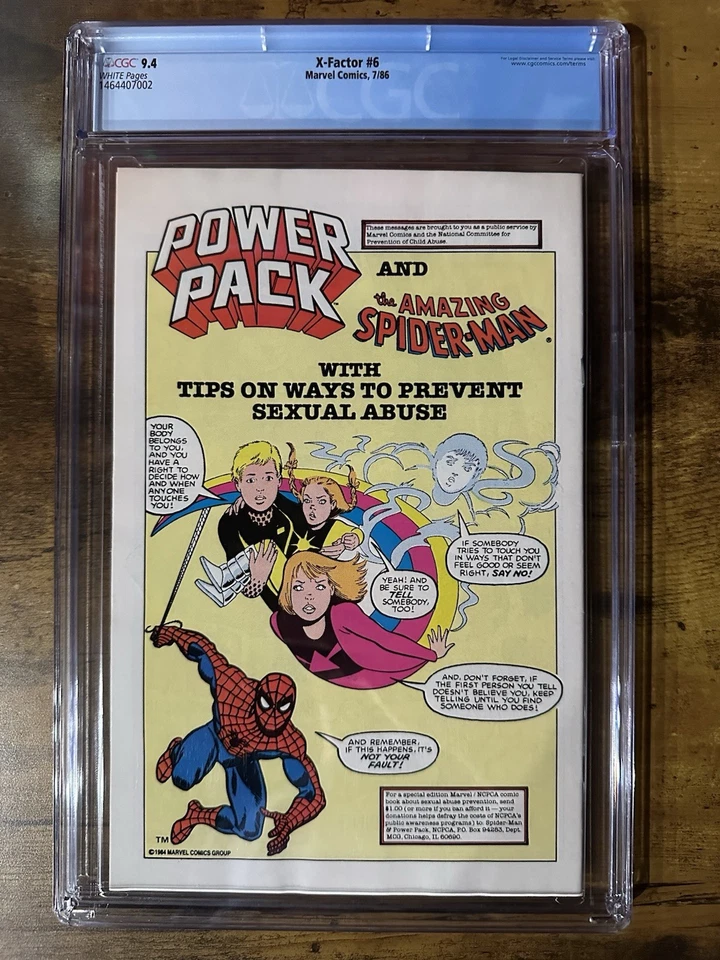 CGC 9.4
WHITE Pages
1464407002
X-Factor #6
Marvel Comics, 7/86
www.cgccomics.com/terms
CGC
POWER
PACK
These messages are brought to you as a public service by
Marvel Comics and the National Committee for
Prevention of Child Abuse.
AND
the AMAZING
SPIDER-MAN
WITH
TIPS ON WAYS TO PREVENT
SEXUAL ABUSE
YOUR
BODY
BELONGS
TO YOU,
AND YOU
HAVE A
RIGHT TO
DECIDE HOW
AND WHEN
ANYONE
TOUCHES
YOU!
IF SOMEBODY
TRIES TO TOUCH YOU
IN WAYS THAT DON'T
FEEL GOOD OR SEEM
RIGHT, SAY NO!
YEAH! AND
BE SURE TO
TELL
SOMEBODY,
TOO!
AND, DON'T FORGET, IF
THE FIRST PERSON YOU TELL
DOESN'T BELIEVE YOU, KEEP
TELLING UNTIL YOU FIND
SOMEONE WHO DOES!
AND REMEMBER,
IF THIS HAPPENS, IT'S
NOT YOUR
FAULT!
For a special edition Marvel / NCPCA comic
book about sexual abuse prevention, send
$1.00 (or more if you can afford it — your
donations helps defray the costs of NCPCA's
public awareness programs) to: Spider-Man
& Power Pack, NCPCA, P.O. Box 94283, Dept.
MCG, Chicago, IL 60690.
TM
© 1984 MARVEL COMICS GROUP